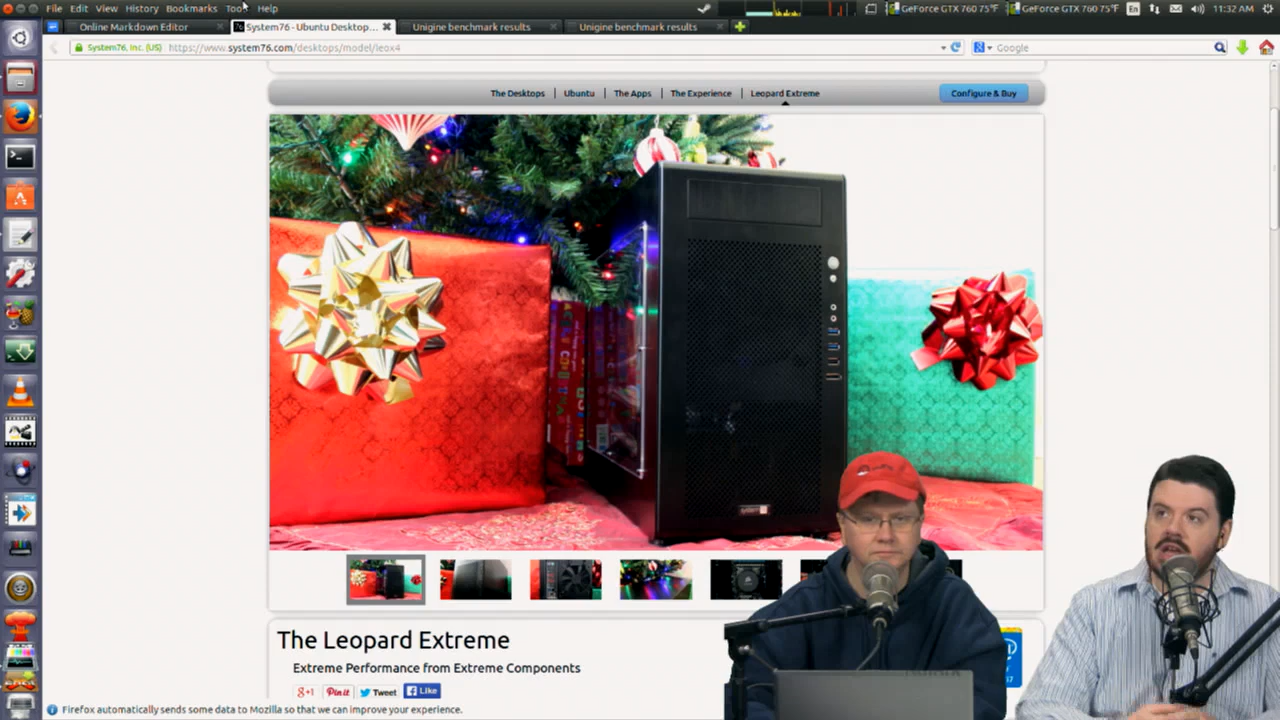 File Edit View History Bookmarks Tools Help
GeForce GTX 760 75°F GeForce GTX 760 75°F En 11:32 AM
Online Markdown Editor System76 - Ubuntu Desktop... Unigine benchmark results Unigine benchmark results
System76, Inc. (US) https://www.system76.com/desktops/model/leox4 Google
The Desktops Ubuntu The Apps The Experience Leopard Extreme Configure & Buy
The Leopard Extreme
Extreme Performance from Extreme Components
g+1 Pin it Tweet Like
Firefox automatically sends some data to Mozilla so that we can improve your experience.